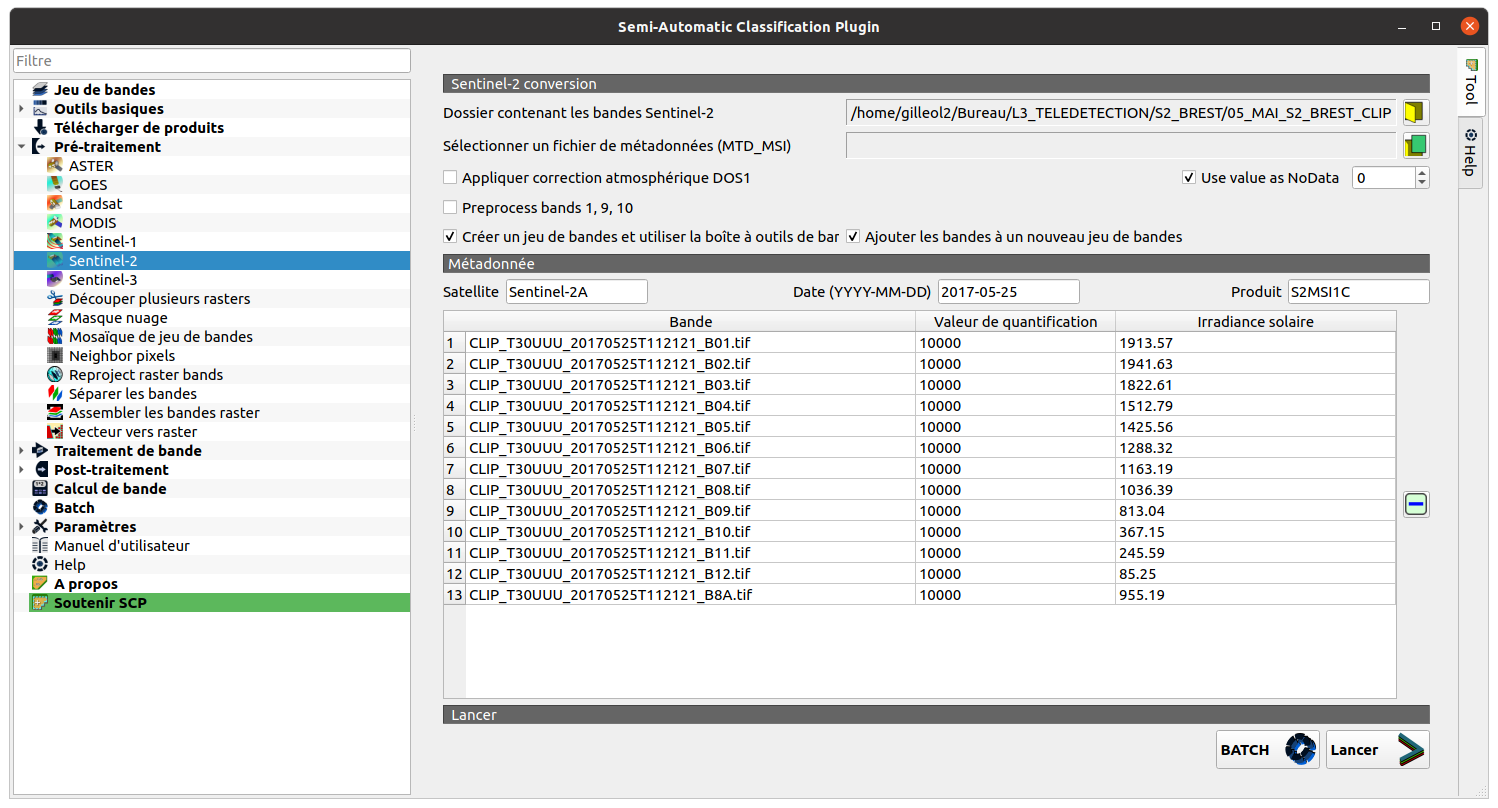 Semi-Automatic Classification Plugin
Filtre
Jeu de bandes
Outils basiques
Télécharger de produits
Pré-traitement
ASTER
GOES
Landsat
MODIS
Sentinel-1
Sentinel-2
Sentinel-3
Découper plusieurs rasters
Masque nuage
Mosaïque de jeu de bandes
Neighbor pixels
Reproject raster bands
Séparer les bandes
Assembler les bandes raster
Vecteur vers raster
Traitement de bande
Post-traitement
Calcul de bande
Batch
Paramètres
Manuel d'utilisateur
Help
A propos
Soutenir SCP
Sentinel-2 conversion
Dossier contenant les bandes Sentinel-2 /home/gilleol2/Bureau/L3_TELEDETECTION/S2_BREST/05_MAI_S2_BREST_CLIP
Sélectionner un fichier de métadonnées (MTD_MSI)
Appliquer correction atmosphérique DOS1 Use value as NoData 0
Preprocess bands 1, 9, 10
Créer un jeu de bandes et utiliser la boîte à outils de bar Ajouter les bandes à un nouveau jeu de bandes
Métadonnée
Satellite Sentinel-2A Date (YYYY-MM-DD) 2017-05-25 Produit S2MSI1C
Bande Valeur de quantification Irradiance solaire
1 CLIP_T30UUU_20170525T112121_B01.tif 10000 1913.57
2 CLIP_T30UUU_20170525T112121_B02.tif 10000 1941.63
3 CLIP_T30UUU_20170525T112121_B03.tif 10000 1822.61
4 CLIP_T30UUU_20170525T112121_B04.tif 10000 1512.79
5 CLIP_T30UUU_20170525T112121_B05.tif 10000 1425.56
6 CLIP_T30UUU_20170525T112121_B06.tif 10000 1288.32
7 CLIP_T30UUU_20170525T112121_B07.tif 10000 1163.19
8 CLIP_T30UUU_20170525T112121_B08.tif 10000 1036.39
9 CLIP_T30UUU_20170525T112121_B09.tif 10000 813.04
10 CLIP_T30UUU_20170525T112121_B10.tif 10000 367.15
11 CLIP_T30UUU_20170525T112121_B11.tif 10000 245.59
12 CLIP_T30UUU_20170525T112121_B12.tif 10000 85.25
13 CLIP_T30UUU_20170525T112121_B8A.tif 10000 955.19
Lancer
BATCH Lancer
Tool
Help